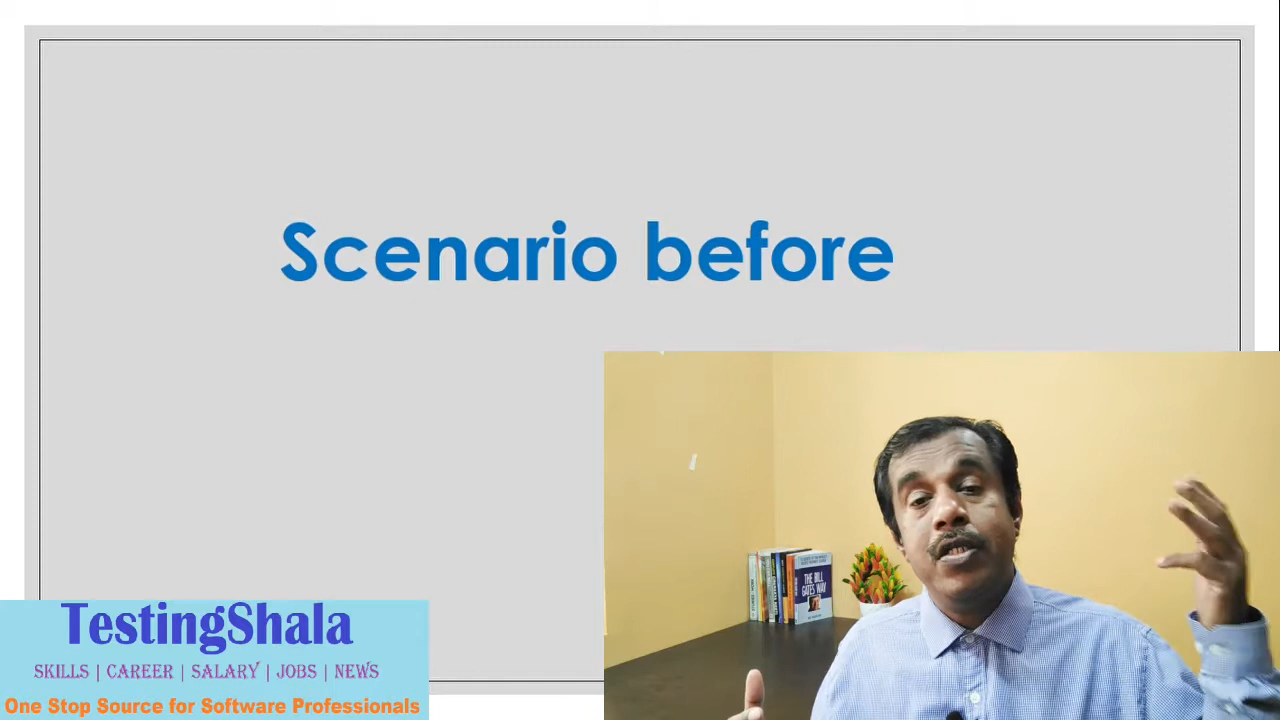 Scenario before
THE BILL
GATES WAY
TestingShala
SKILLS | CAREER | SALARY | JOBS | NEWS
One Stop Source for Software Professionals